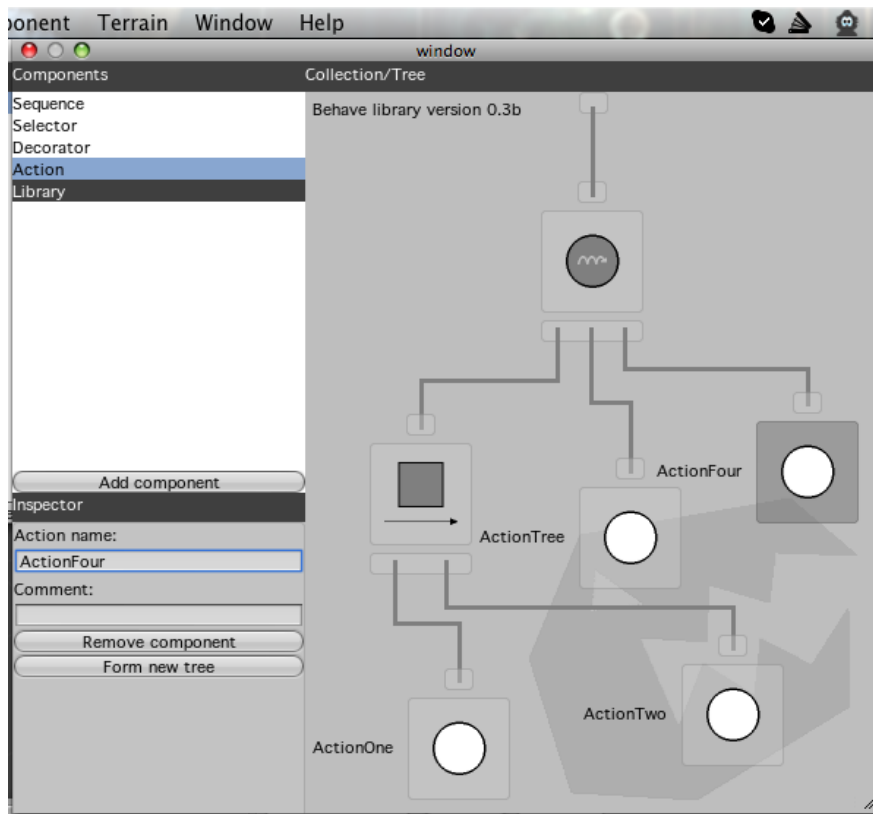 ponent Terrain Window Help
window
Components
Collection/Tree
Sequence
Selector
Decorator
Action
Library
Behave library version 0.3b
ActionFour
ActionTree
ActionTwo
ActionOne
Add component
Inspector
Action name:
ActionFour
Comment:
Remove component
Form new tree